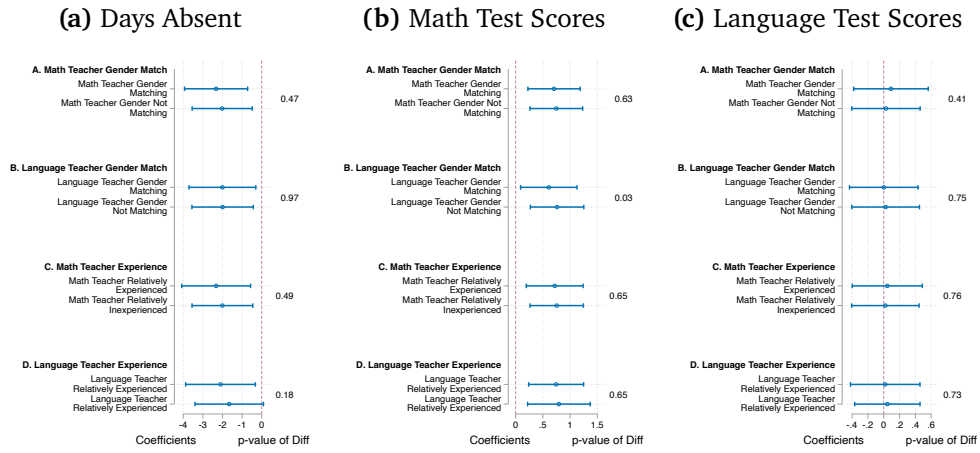 (a) Days Absent
A. Math Teacher Gender Match
Math Teacher Gender
Matching
Math Teacher Gender Not
Matching
0.47
B. Language Teacher Gender Match
Language Teacher Gender
Matching
Language Teacher Gender
Not Matching
0.97
C. Math Teacher Experience
Math Teacher Relatively
Experienced
Math Teacher Relatively
Inexperienced
0.49
D. Language Teacher Experience
Language Teacher
Relatively Experienced
Language Teacher
Relatively Experienced
0.18
-4 -3 -2 -1 0
Coefficients p-value of Diff
(b) Math Test Scores
A. Math Teacher Gender Match
Math Teacher Gender
Matching
Math Teacher Gender Not
Matching
0.63
B. Language Teacher Gender Match
Language Teacher Gender
Matching
Language Teacher Gender
Not Matching
0.03
C. Math Teacher Experience
Math Teacher Relatively
Experienced
Math Teacher Relatively
Inexperienced
0.65
D. Language Teacher Experience
Language Teacher
Relatively Experienced
Language Teacher
Relatively Experienced
0.65
0 .5 1 1.5
Coefficients p-value of Diff
(c) Language Test Scores
A. Math Teacher Gender Match
Math Teacher Gender
Matching
Math Teacher Gender Not
Matching
0.41
B. Language Teacher Gender Match
Language Teacher Gender
Matching
Language Teacher Gender
Not Matching
0.75
C. Math Teacher Experience
Math Teacher Relatively
Experienced
Math Teacher Relatively
Inexperienced
0.76
D. Language Teacher Experience
Language Teacher
Relatively Experienced
Language Teacher
Relatively Experienced
0.73
-.4 -.2 0 .2 .4 .6
Coefficients p-value of Diff